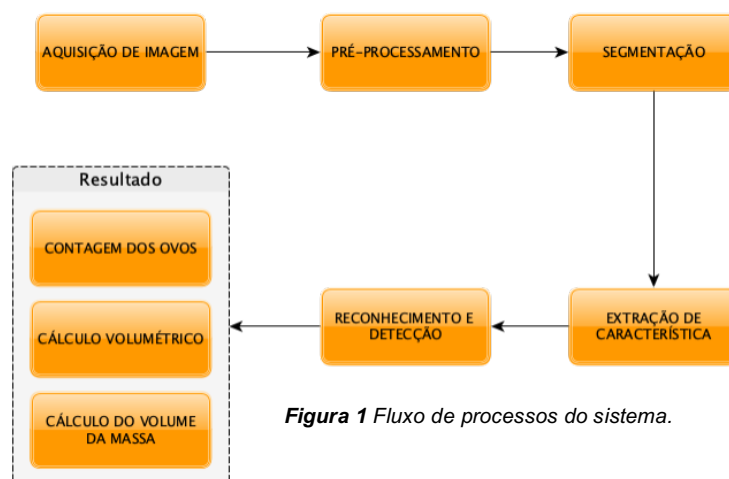 AQUISIÇÃO DE IMAGEM
PRÉ-PROCESSAMENTO
SEGMENTAÇÃO
Resultado
CONTAGEM DOS OVOS
CÁLCULO VOLUMÉTRICO
CÁLCULO DO VOLUME
DA MASSA
RECONHECIMENTO E
DETECÇÃO
EXTRAÇÃO DE
CARACTERÍSTICA
Figura 1 Fluxo de processos do sistema.